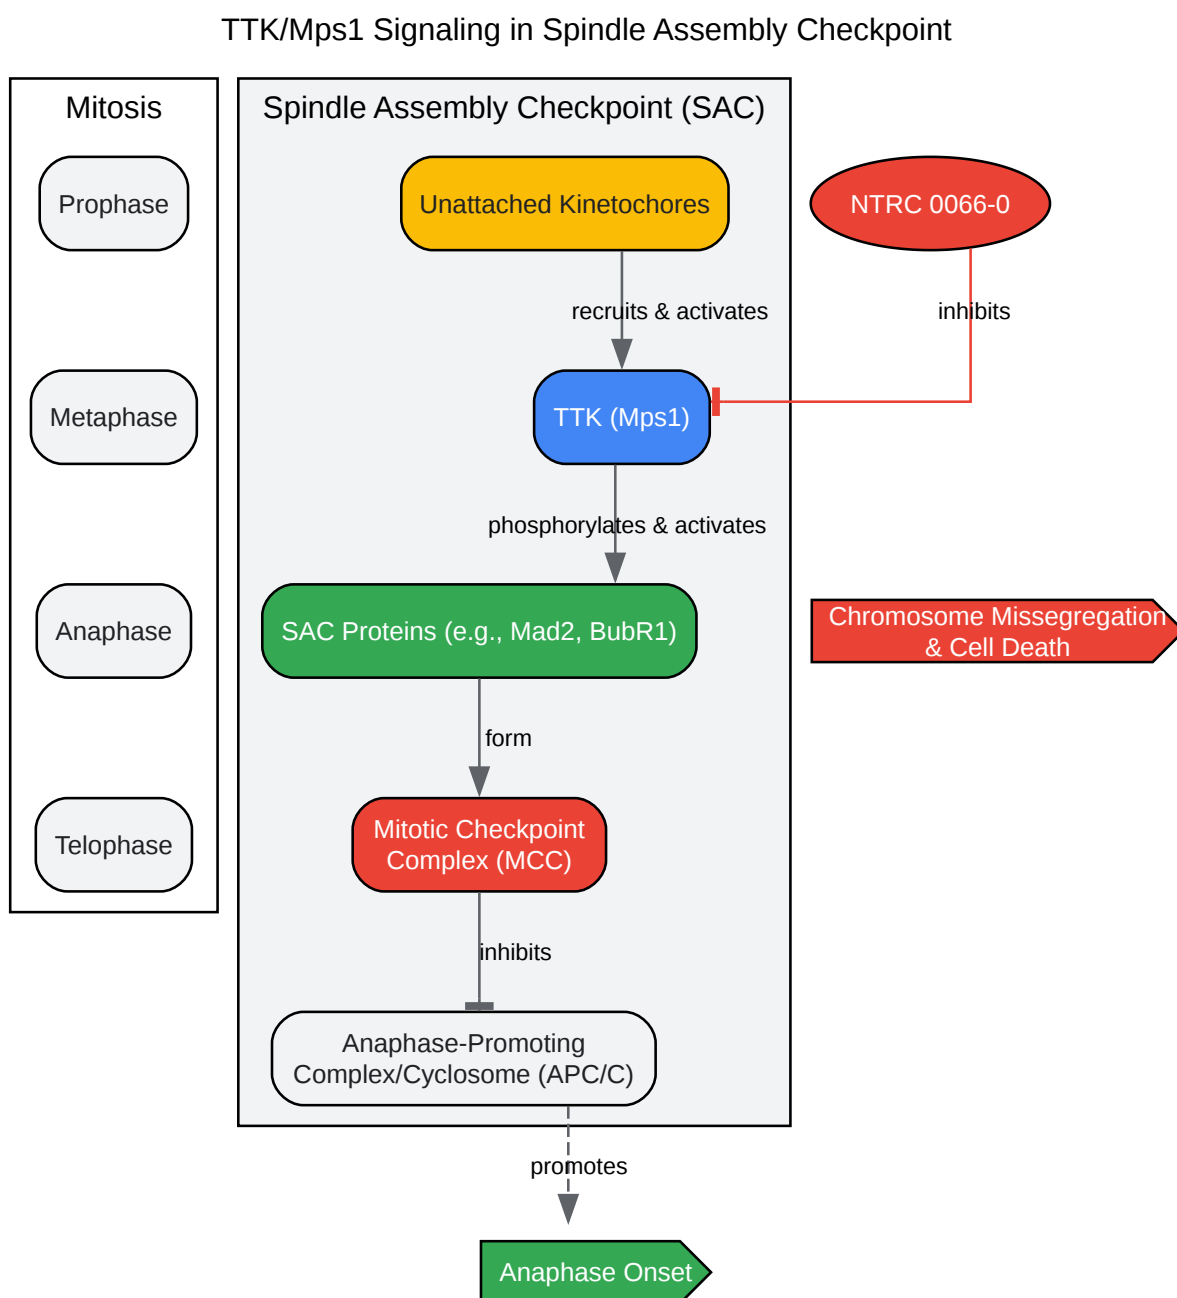 TTK/Mps1 Signaling in Spindle Assembly Checkpoint
Mitosis
Prophase
Metaphase
Anaphase
Telophase
Spindle Assembly Checkpoint (SAC)
Unattached Kinetochores
recruits & activates
TTK (Mps1)
phosphorylates & activates
SAC Proteins (e.g., Mad2, BubR1)
form
Mitotic Checkpoint
Complex (MCC)
inhibits
Anaphase-Promoting
Complex/Cyclosome (APC/C)
promotes
Anaphase Onset
NTRC 0066-0
inhibits
Chromosome Missegregation
& Cell Death